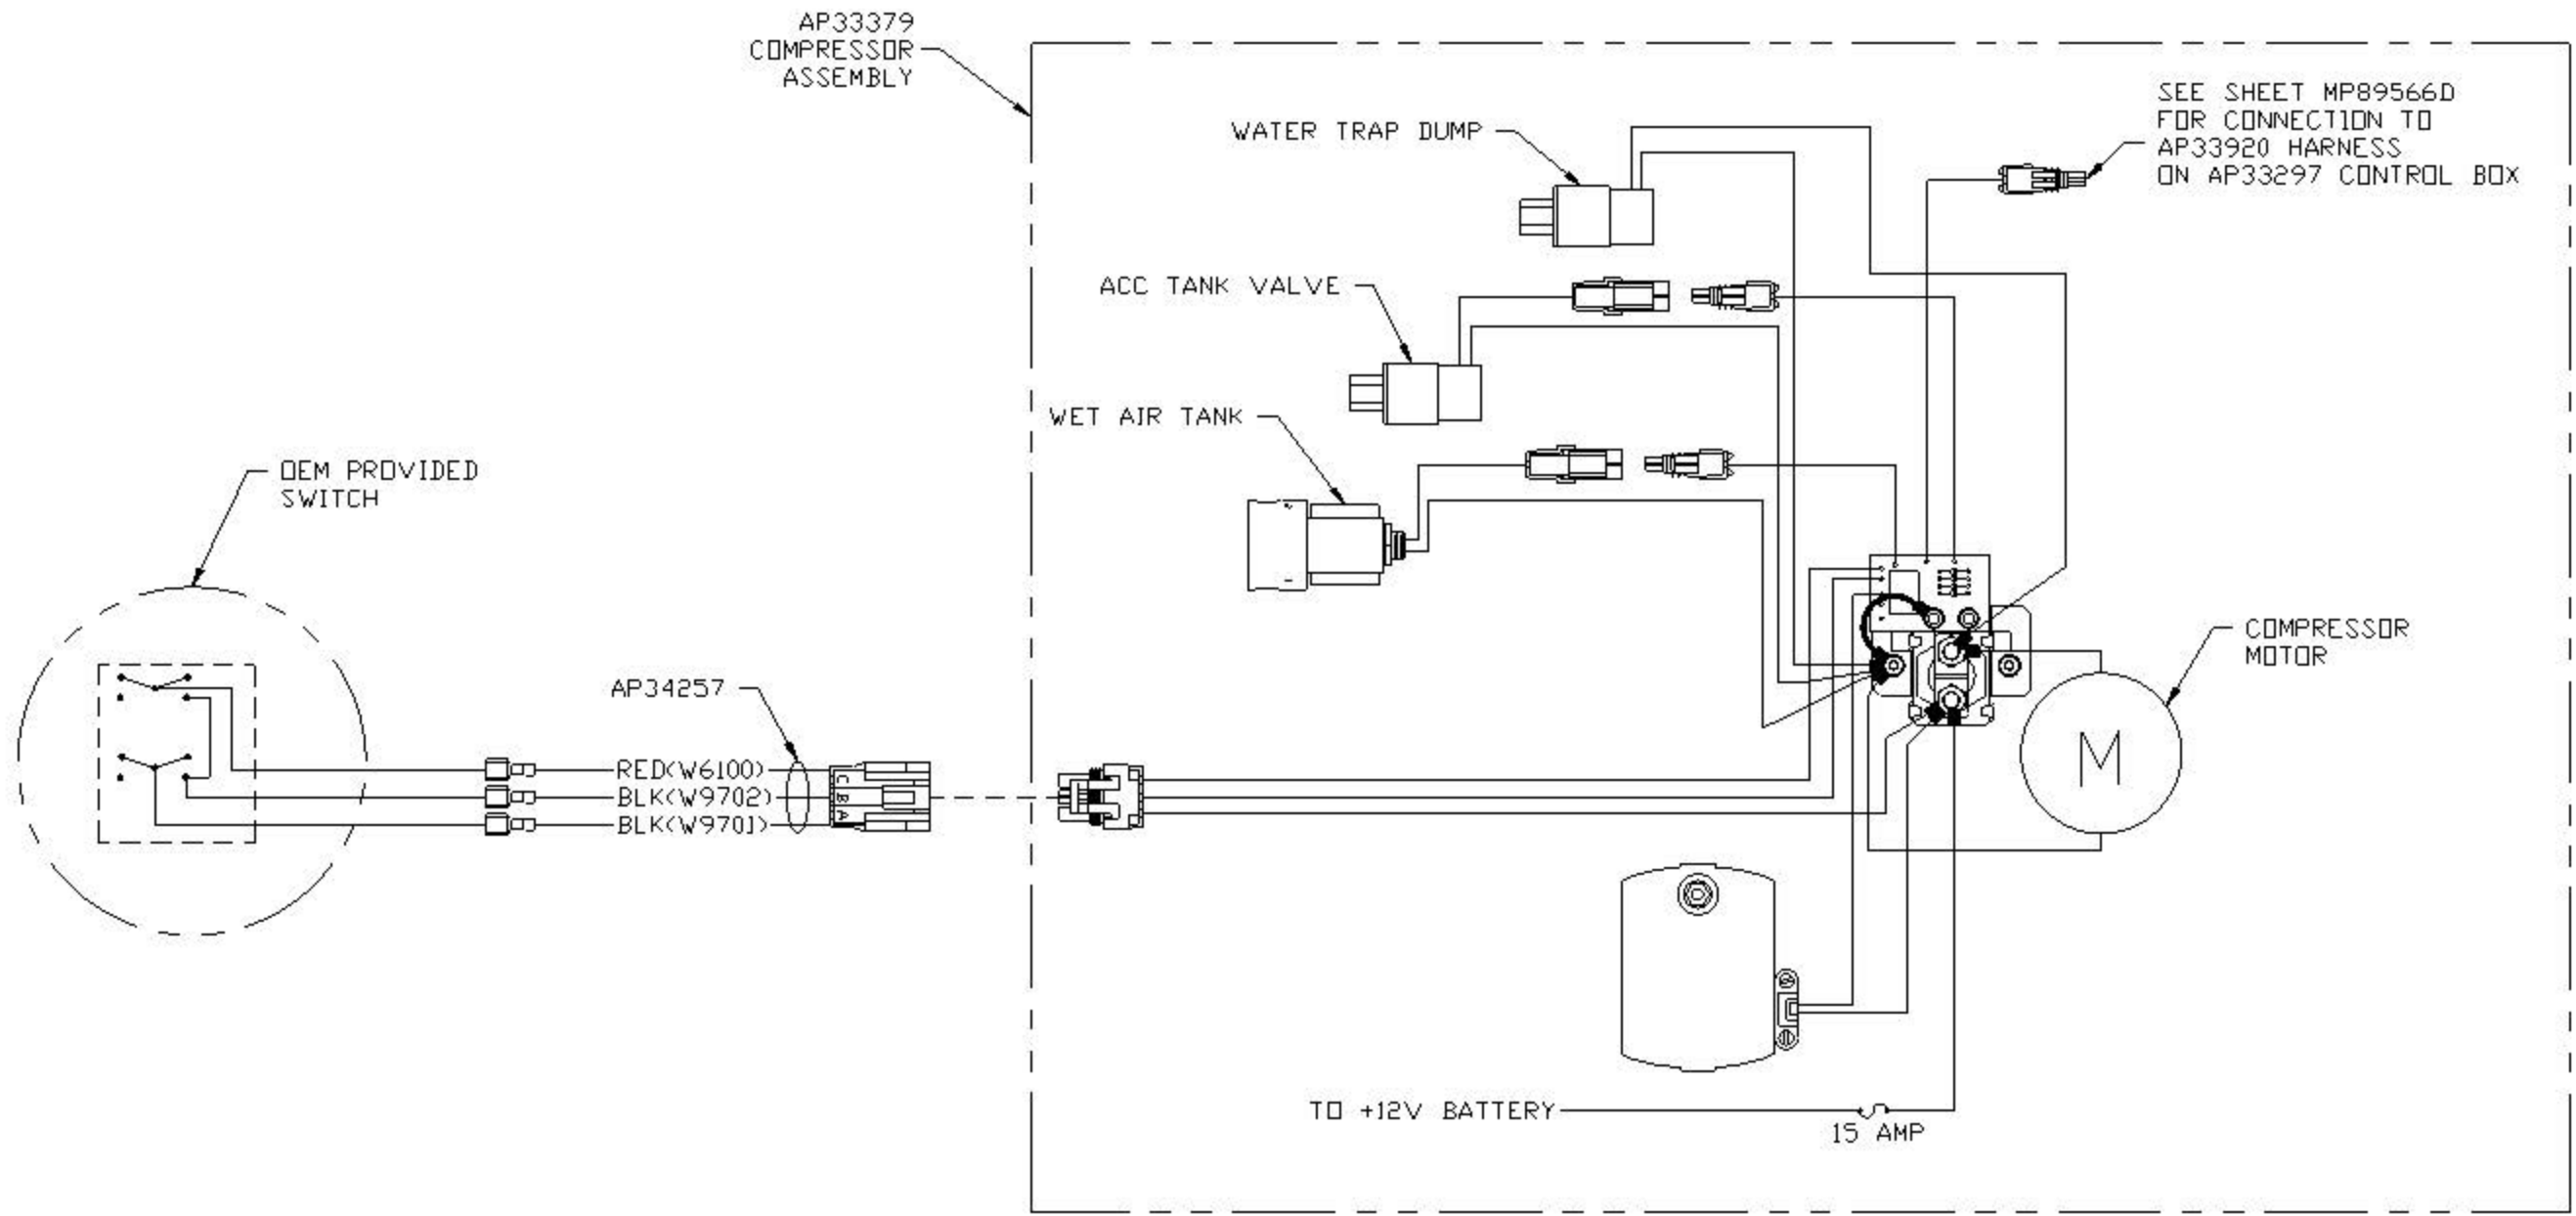 AP33379
COMPRESSOR
ASSEMBLY
WATER TRAP DUMP
SEE SHEET MP89566D
FOR CONNECTION TO
AP33920 HARNESS
ON AP33297 CONTROL BOX
ACC TANK VALVE
WET AIR TANK
OEM PROVIDED
SWITCH
COMPRESSOR
MOTOR
AP34257
RED(W6100)
BLK(W9702)
BLK(W9701)
C
B
A
M
TO +12V BATTERY
15 AMP